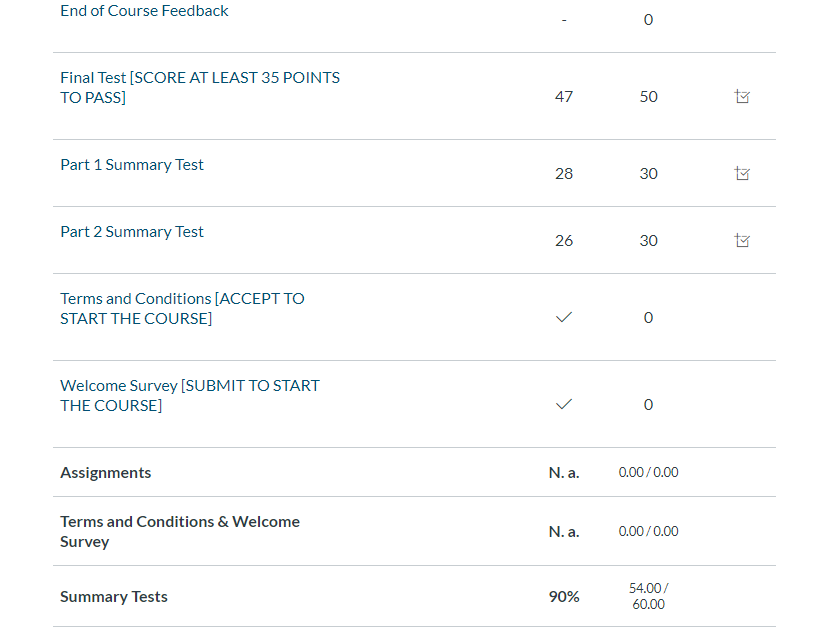 End of Course Feedback
- 0
Final Test [SCORE AT LEAST 35 POINTS
TO PASS]
47 50
Part 1 Summary Test
28 30
Part 2 Summary Test
26 30
Terms and Conditions [ACCEPT TO
START THE COURSE]
0
Welcome Survey [SUBMIT TO START
THE COURSE]
0
Assignments N. a. 0.00 / 0.00
Terms and Conditions & Welcome
Survey
N. a. 0.00 / 0.00
Summary Tests 90% 54.00 /
60.00